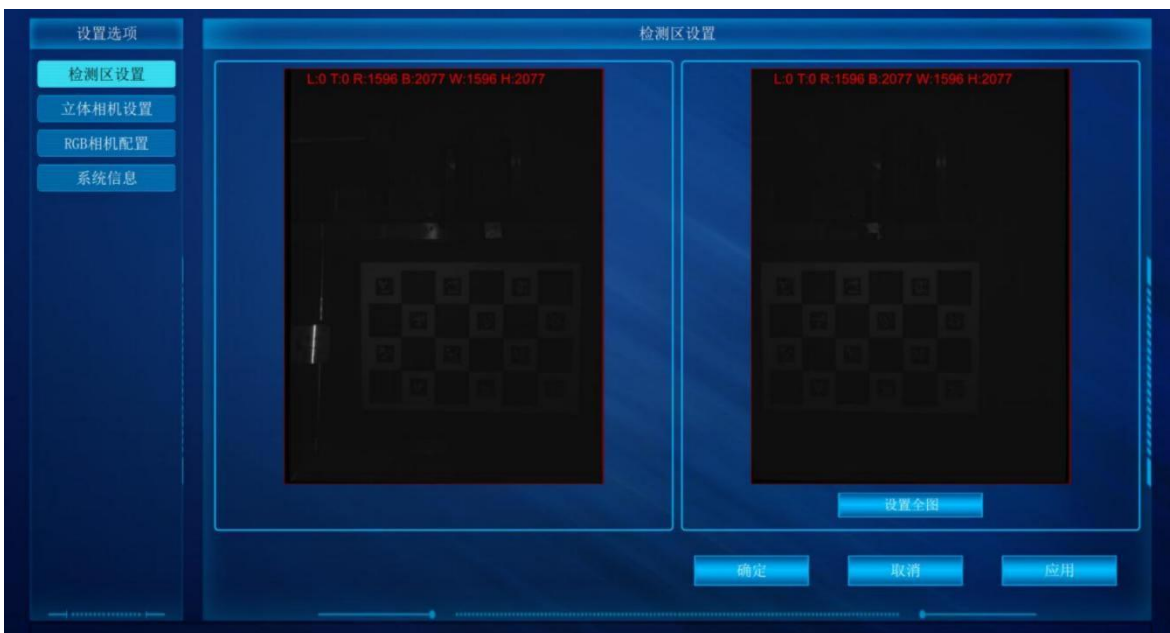 设置选项
检测区设置
检测区设置
立体相机设置
RGB相机配置
系统信息
L:0 T:0 R:1596 B:2077 W:1596 H:2077
L:0 T:0 R:1596 B:2077 W:1596 H:2077
设置全图
确定
取消
应用